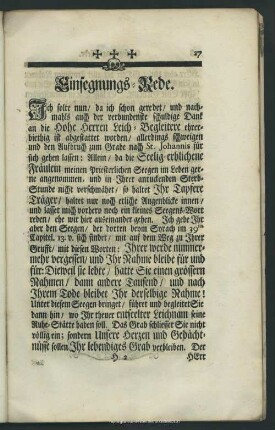 27
Einsegnungs-Rede.
Ich solte nun/ da ich schon geredet/ und nach-
mahls auch der verbundenste schuldige Danck
an die Hohe Herren Leich-Begleitere ehrer-
biethig ist abgestattet worden/ allerdings schweigen
und den Aufbruch zum Grabe nach St. Johannis für
sich gehen lassen: Allein/ da die Seelig-erblichene
Fräulein meinen Priesterlichen Seegen im Leben ger-
ne angenommen/ und in Ihrer anruckenden Sterb-
Stunde nicht verschmähet/ so haltet Ihr Tapfere
Träger/ haltet nur noch etliche Augenblicke innen/
und lasset mich vorhero noch ein kleines Seegens-Wort
reden/ ehe wir hier auseinander gehen. Ich gebe Ihr
aber den Seegen/ der dorten beym Syrach im 39sten
Capitel. 13. v. sich findet/ mit auf den Weg zu Ihrer
Grufft/ mit diesen Worten: Ihrer werde nimmer-
mehr vergessen/ und Ihr Nahme bleibe für und
für: Dieweil sie lebte/ hatte Sie einen grössern
Nahmen/ dann andere Tausend/ und nach
Ihrem Tode bleibet Ihr derselbige Nahme!
Unter diesem Seegen bringet/ führet und begleitet Sie
dann hin/ wo Ihr theuer entseelter Leichnam seine
Ruhe-Stätte haben soll. Das Grab schliesset Sie nicht
völlig ein; sondern Unsere Herzen und Gedächt-
nüsse sollen Ihr lebendiges Grab verbleiben. Der
H 2
HErr